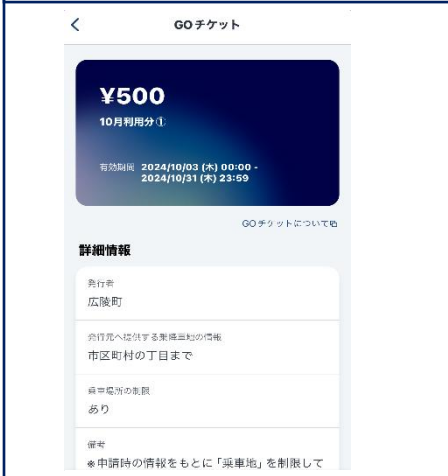 GOチケット
¥500
10月利用分①
有効期間 2024/10/03 (木) 00:00 -
2024/10/31 (木) 23:59
GOチケットについて
詳細情報
発行者
広陵町
発行元へ提供する乗降車地の情報
市区町村の丁目まで
乗車場所の制限
あり
備考
※申請時の情報をもとに「乗車地」を制限して